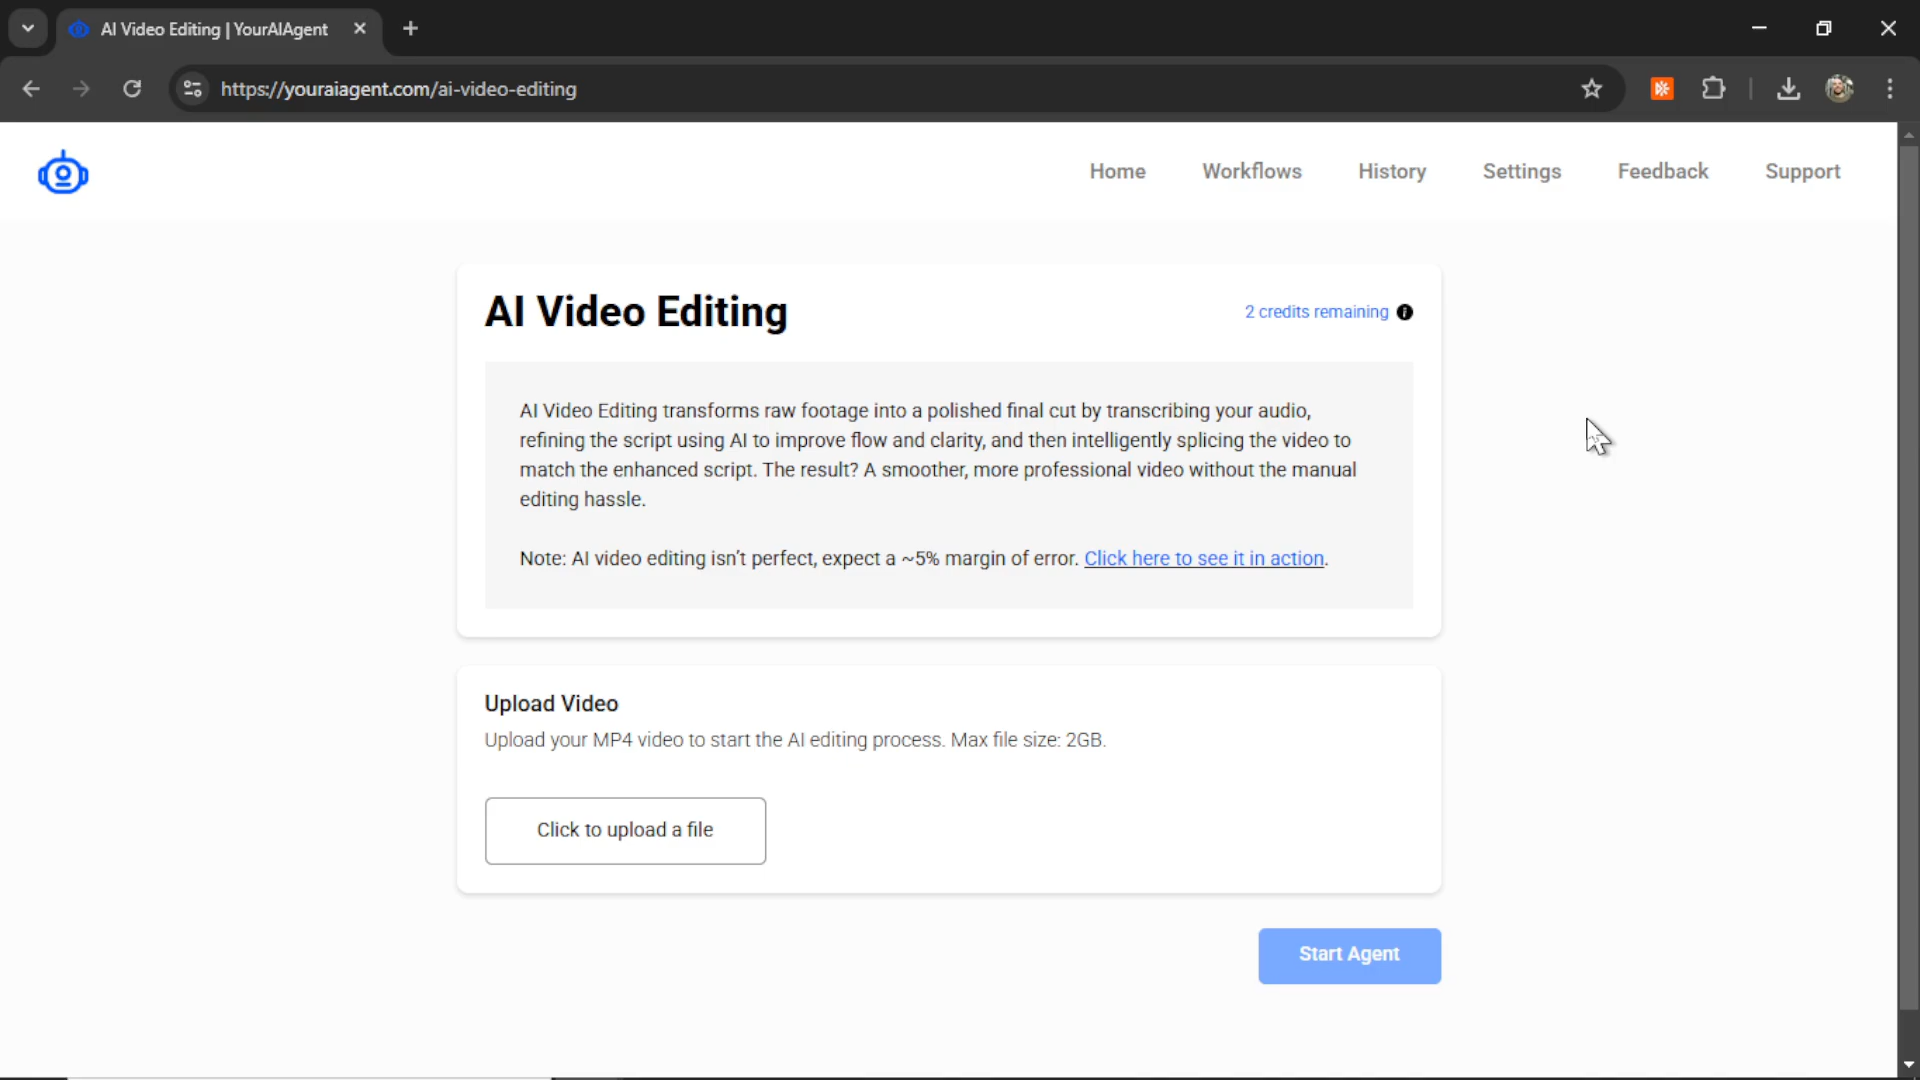 AI Video Editing | YourAIAgent
https://youraiagent.com/ai-video-editing
Home
Workflows
History
Settings
Feedback
Support
AI Video Editing
2 credits remaining
AI Video Editing transforms raw footage into a polished final cut by transcribing your audio,
refining the script using AI to improve flow and clarity, and then intelligently splicing the video to
match the enhanced script. The result? A smoother, more professional video without the manual
editing hassle.
Note: AI video editing isn't perfect, expect a ~5% margin of error. Click here to see it in action.
Upload Video
Upload your MP4 video to start the AI editing process. Max file size: 2GB.
Click to upload a file
Start Agent